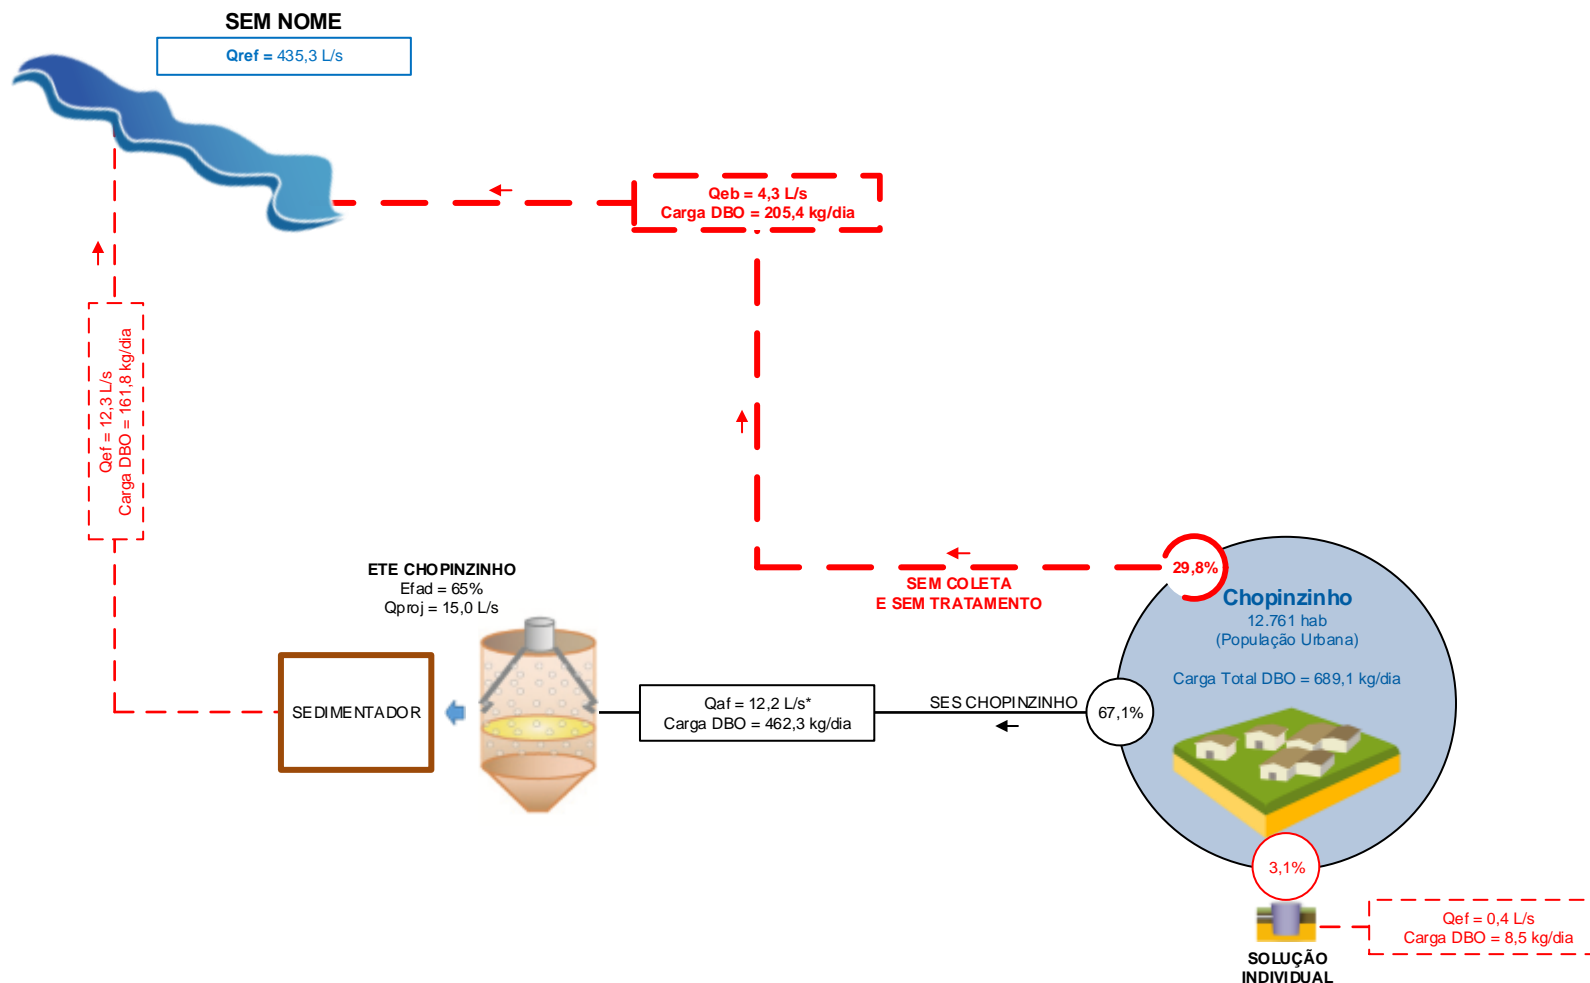 SEM NOME
Qref = 435,3 L/s
Qeb = 4,3 L/s
Carga DBO = 205,4 kg/dia
Qef = 12,3 L/s
Carga DBO = 161,8 kg/dia
ETE CHOPINZINHO
Efad = 65%
Qproj = 15,0 L/s
SEM COLETA
E SEM TRATAMENTO
29,8%
Chopinzinho
12.761 hab
(População Urbana)
Carga Total DBO = 689,1 kg/dia
SEDIMENTADOR
Qaf = 12,2 L/s*
Carga DBO = 462,3 kg/dia
SES CHOPINZINHO
67,1%
3,1%
Qef = 0,4 L/s
Carga DBO = 8,5 kg/dia
SOLUÇÃO
INDIVIDUAL